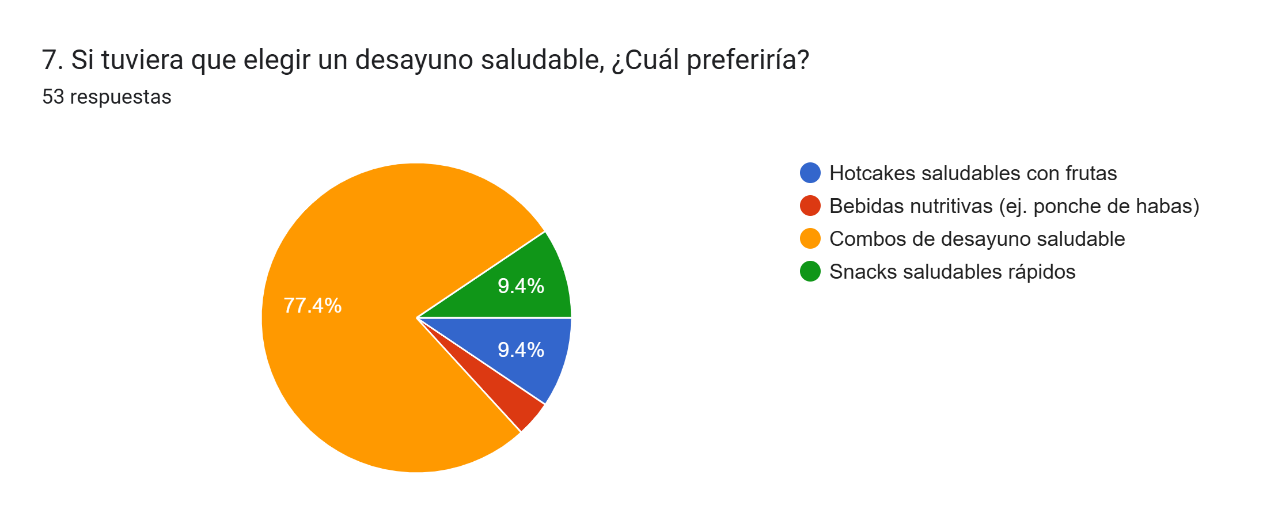 7. Si tuviera que elegir un desayuno saludable, ¿Cuál preferiría?
53 respuestas
Hotcakes saludables con frutas
Bebidas nutritivas (ej. ponche de habas)
Combos de desayuno saludable
Snacks saludables rápidos
9.4%
77.4%
9.4%